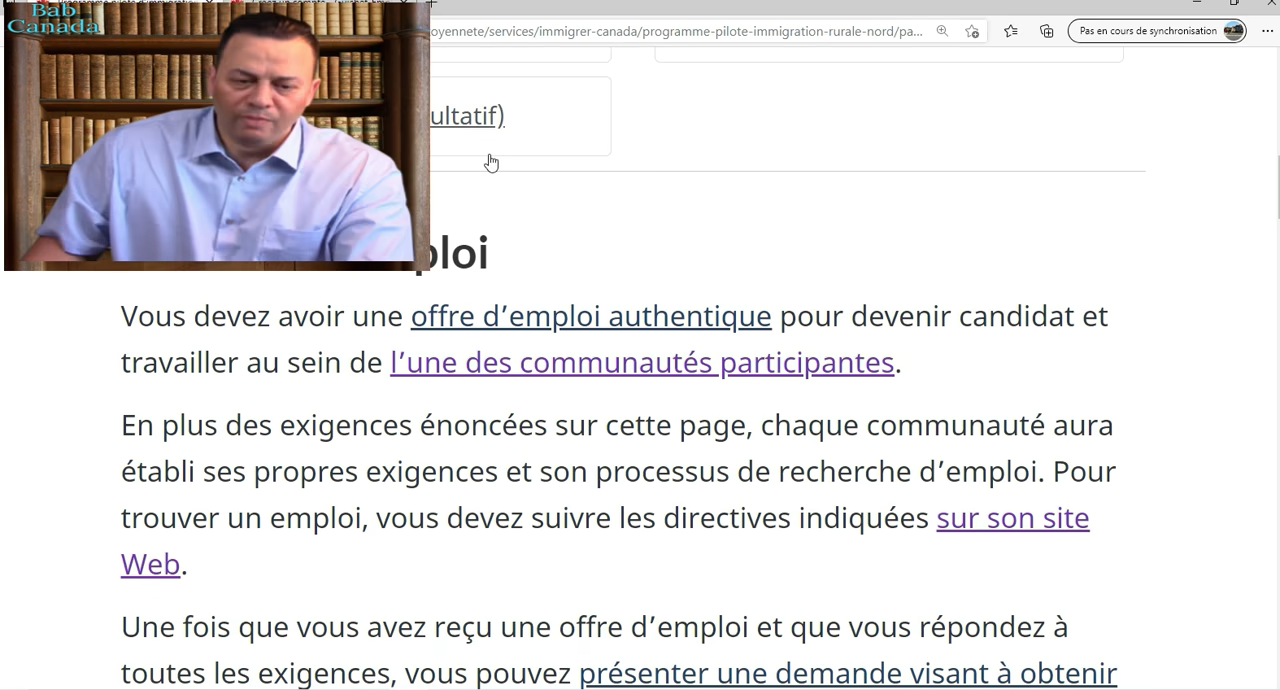 Bab
Canada
oyennete/services/immigrer-canada/programme-pilote-immigration-rurale-nord/pa...
Pas en cours de synchronisation
ultatif)
ploi
Vous devez avoir une offre d’emploi authentique pour devenir candidat et
travailler au sein de l’une des communautés participantes.
En plus des exigences énoncées sur cette page, chaque communauté aura
établi ses propres exigences et son processus de recherche d’emploi. Pour
trouver un emploi, vous devez suivre les directives indiquées sur son site
Web.
Une fois que vous avez reçu une offre d’emploi et que vous répondez à
toutes les exigences, vous pouvez présenter une demande visant à obtenir